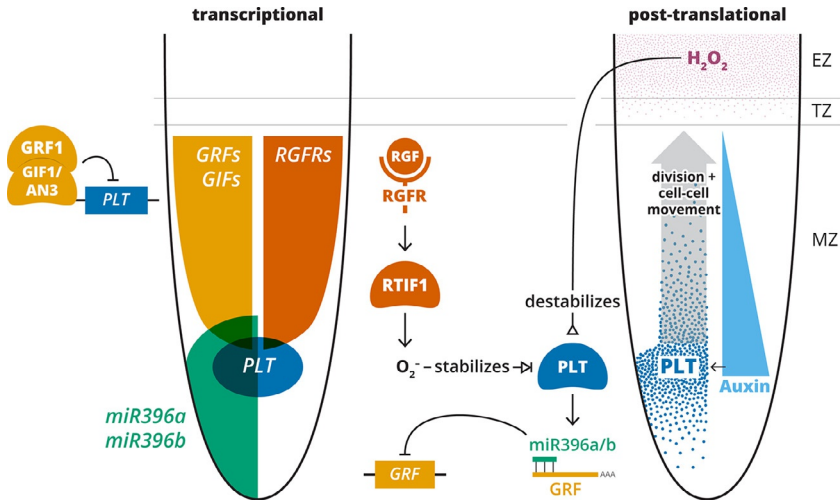 transcriptional
post-translational
H₂O₂
EZ
TZ
MZ
GRF1
GIF1/
AN3
PLT
GRFs
GIFs
RGFRs
RGF
RGFR
RTIF1
O₂⁻ – stabilizes
destabilizes
PLT
division +
cell-cell
movement
PLT
PLT
Auxin
miR396a
miR396b
miR396a/b
AAA
GRF
GRF